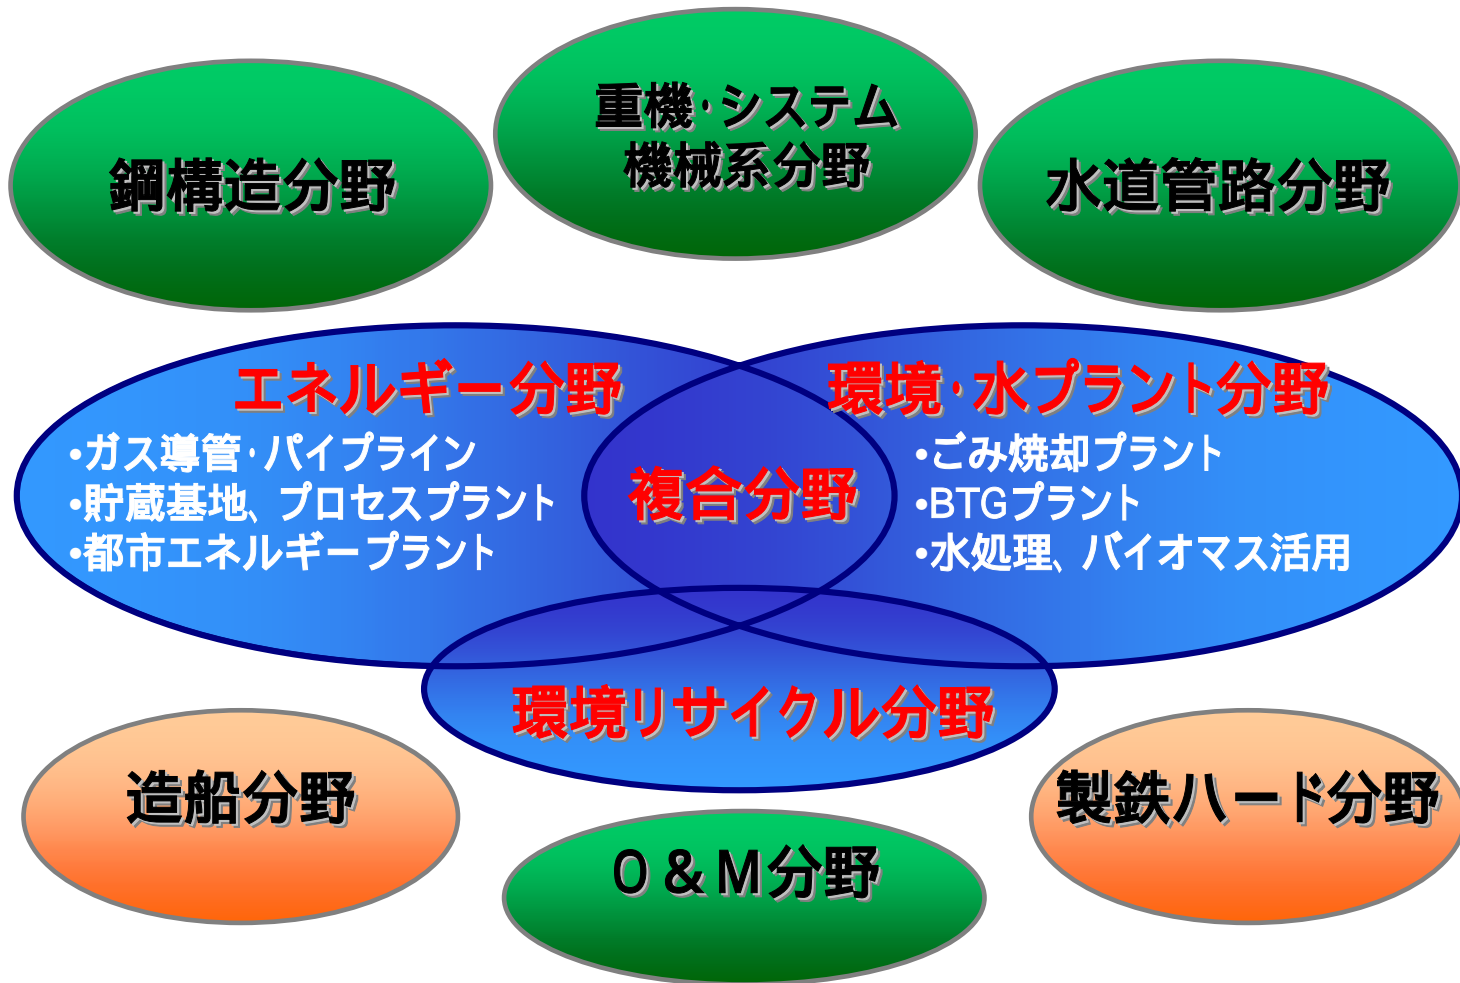 鋼構造分野
重機・システム
機械系分野
水道管路分野
エネルギー分野
•ガス導管・パイプライン
•貯蔵基地、プロセスプラント
•都市エネルギープラント
複合分野
環境・水プラント分野
•ごみ焼却プラント
•BTGプラント
•水処理、バイオマス活用
環境リサイクル分野
造船分野
O&M分野
製鉄ハード分野